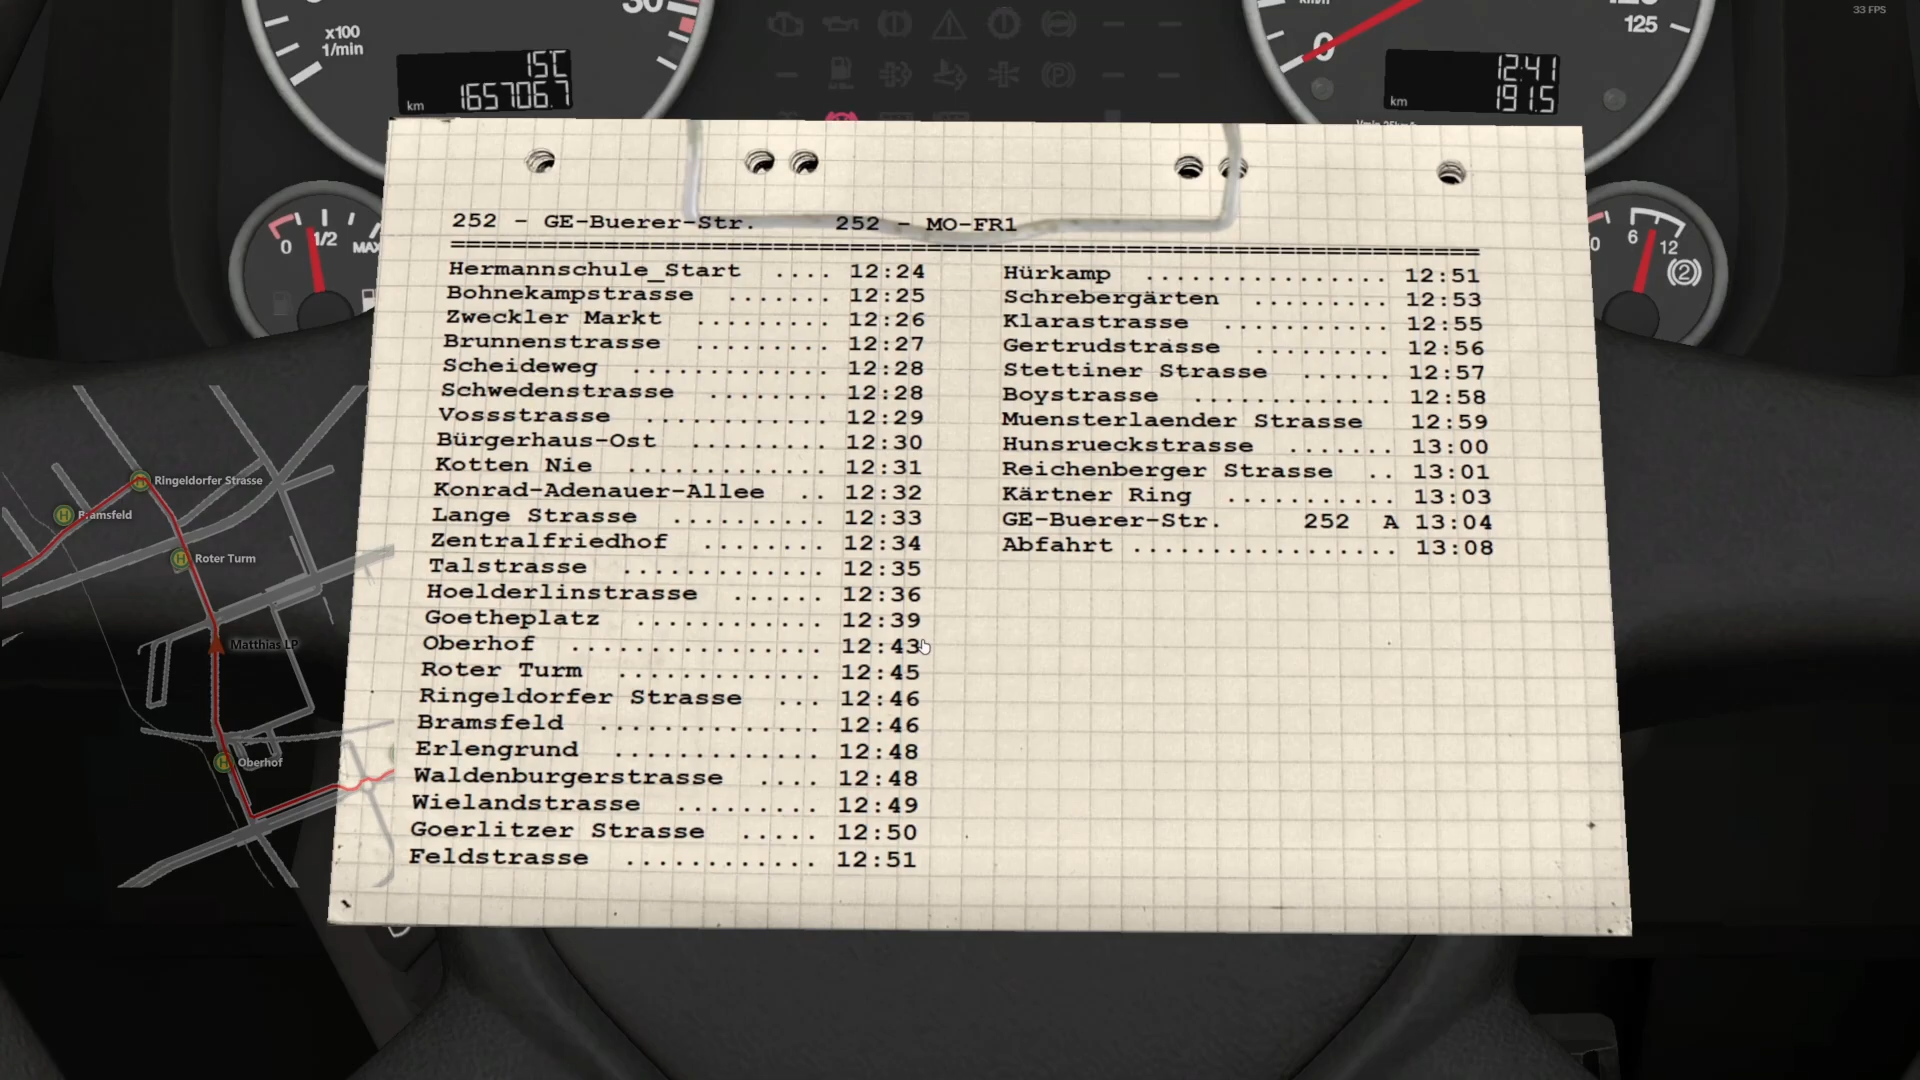 33 FPS
30
x100
1/min
15C
km 165706.7
125
0
12:41
km 191.5
0 1/2 MAX
0 6 12
252 - GE-Buerer-Str. 252 - MO-FR1
Hermannschule_Start .... 12:24
Bohnekampstrasse ....... 12:25
Zweckler Markt ......... 12:26
Brunnenstrasse ......... 12:27
Scheideweg ............. 12:28
Schwedenstrasse ........ 12:28
Vossstrasse ............ 12:29
Bürgerhaus-Ost ......... 12:30
Kotten Nie ............. 12:31
Konrad-Adenauer-Allee .. 12:32
Lange Strasse .......... 12:33
Zentralfriedhof ........ 12:34
Talstrasse ............. 12:35
Hoelderlinstrasse ...... 12:36
Goetheplatz ............ 12:39
Oberhof ................ 12:43
Roter Turm ............. 12:45
Ringeldorfer Strasse ... 12:46
Bramsfeld .............. 12:46
Erlengrund ............. 12:48
Waldenburgerstrasse .... 12:48
Wielandstrasse ......... 12:49
Goerlitzer Strasse ..... 12:50
Feldstrasse ............ 12:51
Hürkamp ................ 12:51
Schrebergärten ......... 12:53
Klarastrasse ........... 12:55
Gertrudstrasse ......... 12:56
Stettiner Strasse ...... 12:57
Boystrasse ............. 12:58
Muensterlaender Strasse 12:59
Hunsrueckstrasse ....... 13:00
Reichenberger Strasse .. 13:01
Kärtner Ring ........... 13:03
GE-Buerer-Str. 252 A 13:04
Abfahrt ................. 13:08
Ringeldorfer Strasse
Bramsfeld
Roter Turm
Matthias LP
Oberhof